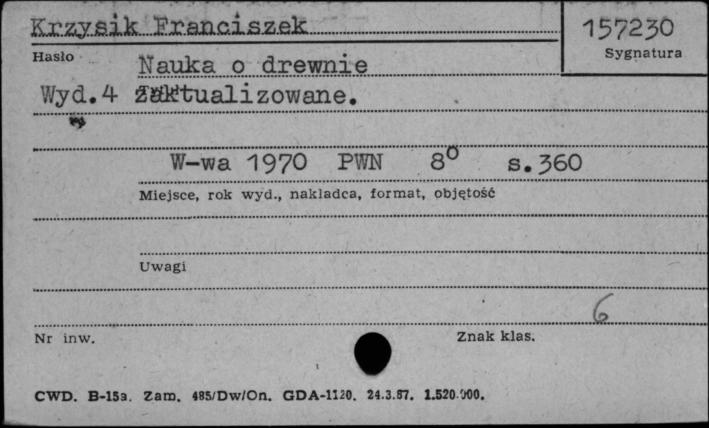 Krzysik Franciszek
157230
Hasło
Sygnatura
Nauka o drewnie
Wyd.4 zaktualizowane.
W-wa 1970 PWN 8° s.360
Miejsce, rok wyd., nakładca, format, objętość
Uwagi
6
Nr inw.
Znak klas.
CWD. B-15a. Zam. 485/Dw/On. GDA-1120. 24.3.67. 1.520.000.